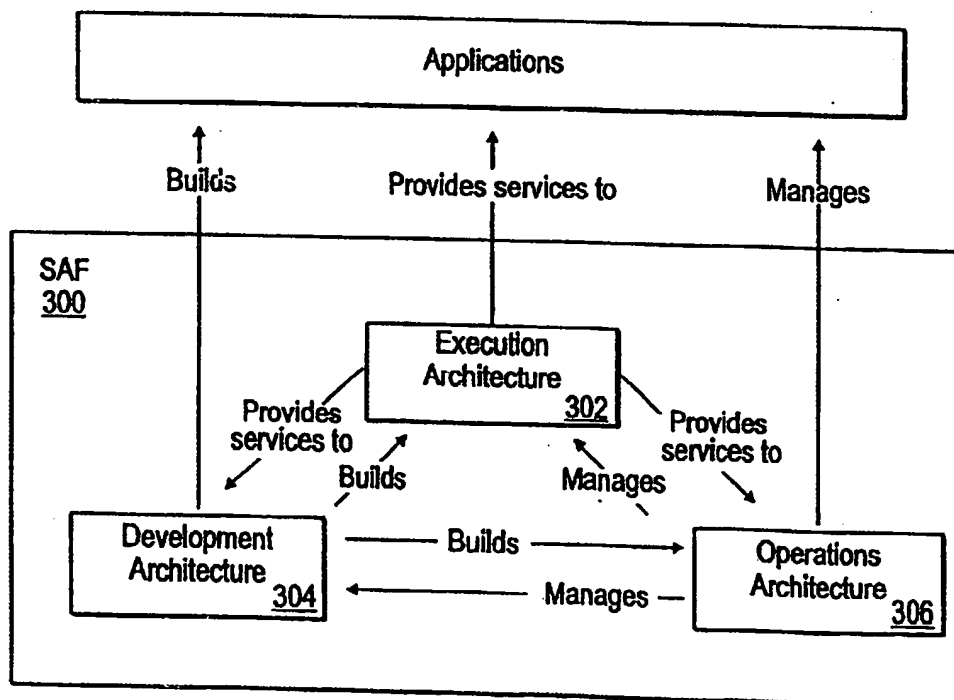 Applications
Builds
Provides services to
Manages
SAF
300
Execution
Architecture
302
Provides
services to
Builds
Manages
Provides
services to
Development
Architecture
304
Builds
Manages
Operations
Architecture
306